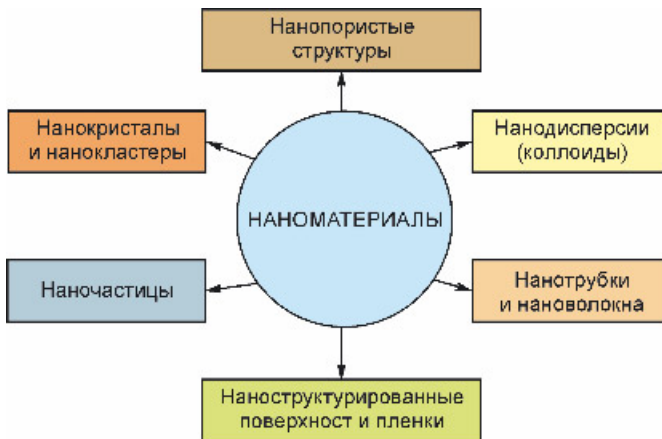 Нанопористые
структуры
Нанокристалы
и нанокластеры
Нанодисперсии
(коллоиды)
НАНОМАТЕРИАЛЫ
Наночастицы
Нанотрубки
и нановолокна
Наноструктурированные
поверхност и пленки